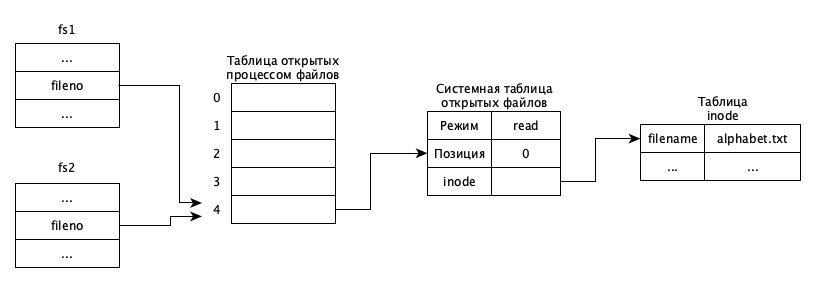 fs1
...
fileno
...
fs2
...
fileno
...
Таблица открытых
процессом файлов
0
1
2
3
4
Системная таблица
открытых файлов
Режим read
Позиция 0
inode
Таблица
inode
filename alphabet.txt
... ...